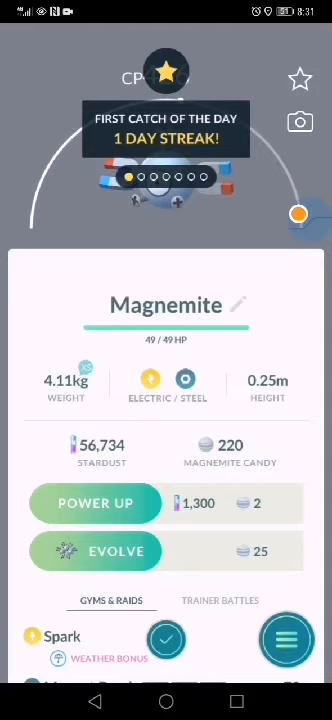 8:31
CP
FIRST CATCH OF THE DAY
1 DAY STREAK!
Magnemite
49 / 49 HP
XS
4.11kg
WEIGHT
ELECTRIC / STEEL
0.25m
HEIGHT
56,734
STARDUST
220
MAGNEMITE CANDY
POWER UP
1,300
2
EVOLVE
25
GYMS & RAIDS
TRAINER BATTLES
Spark
WEATHER BONUS